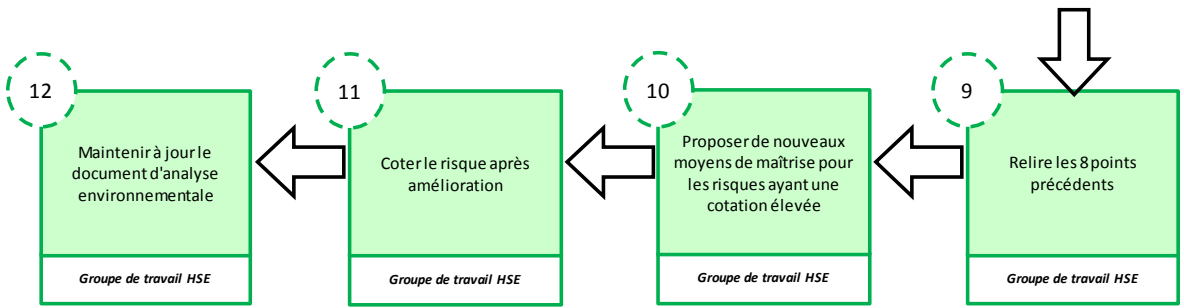 12
Maintenir à jour le
document d'analyse
environnementale
Groupe de travail HSE
11
Coter le risque après
amélioration
Groupe de travail HSE
10
Proposer de nouveaux
moyens de maîtrise pour
les risques ayant une
cotation élevée
Groupe de travail HSE
9
Relire les 8 points
précédents
Groupe de travail HSE